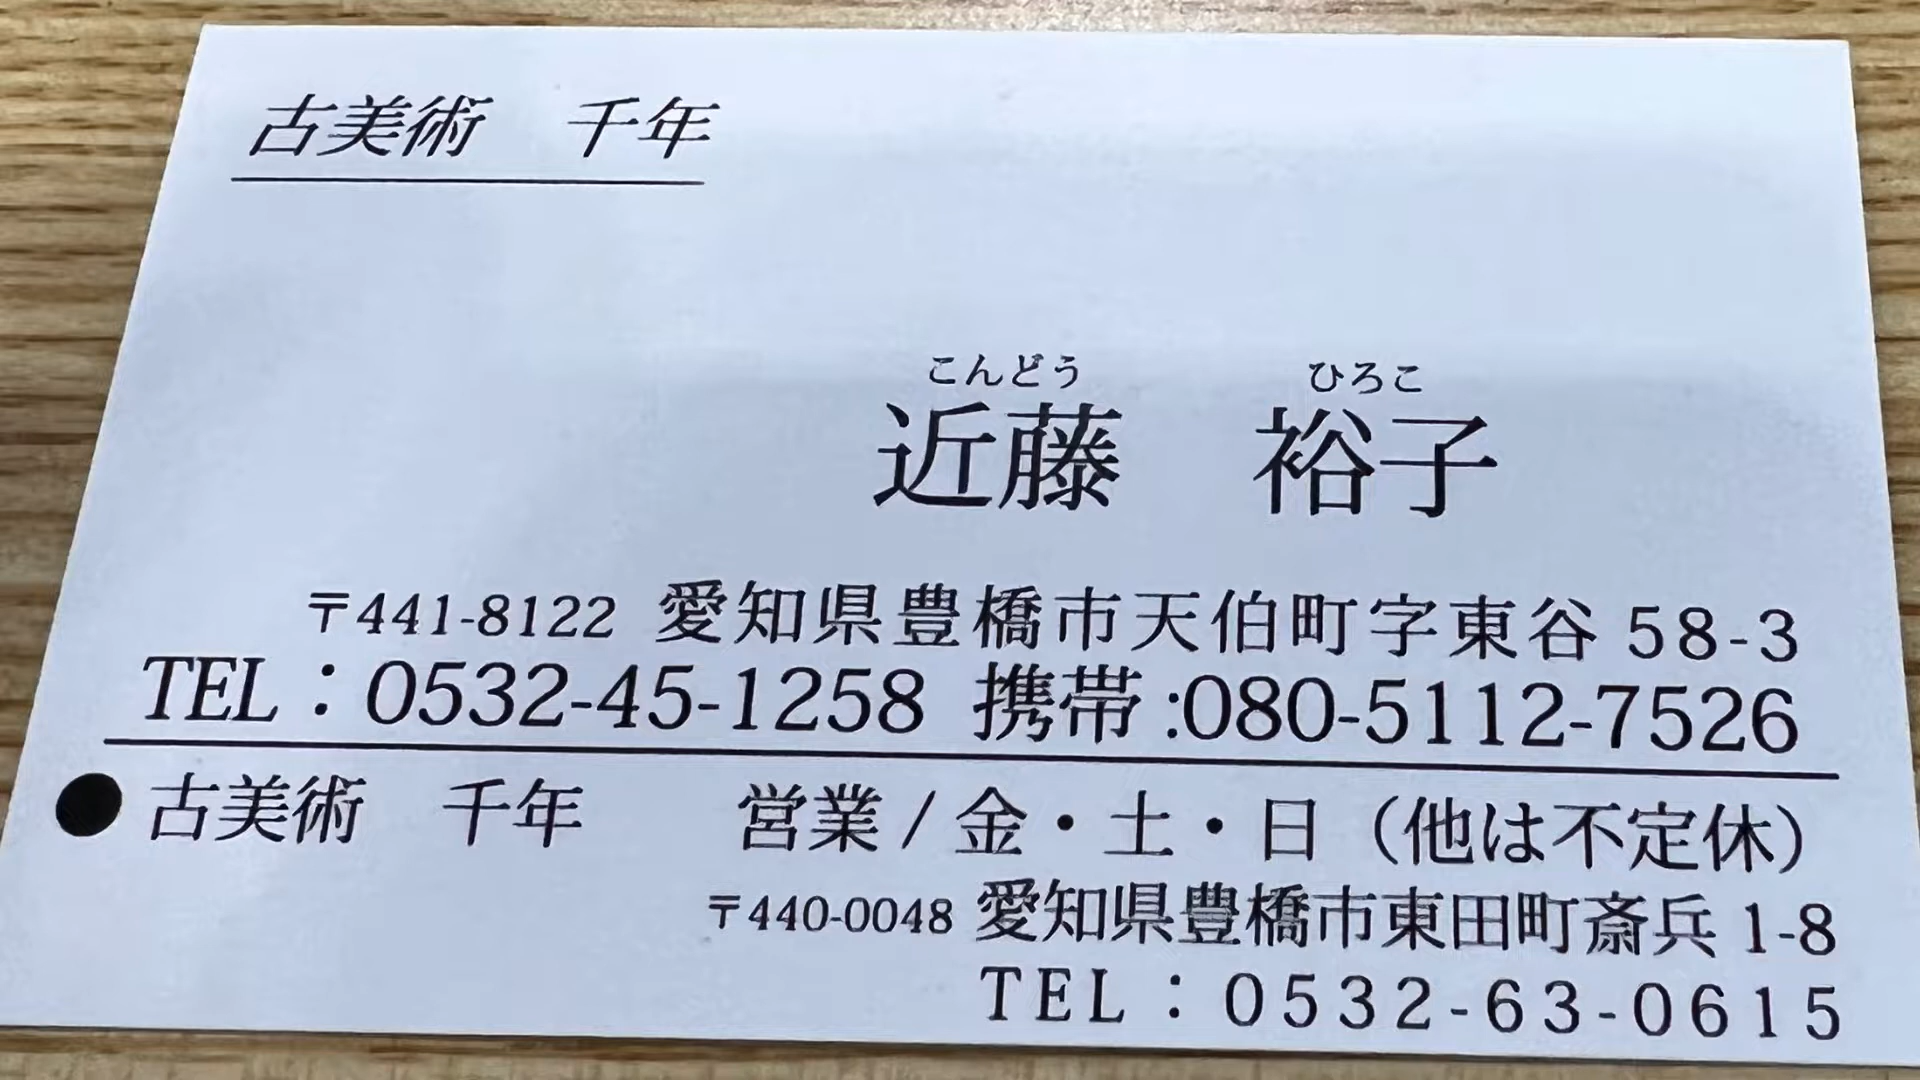 古美術　千年
こんどう　ひろこ
近藤　裕子
〒441-8122 愛知県豊橋市天伯町字東谷 58-3
TEL：0532-45-1258 携帯:080-5112-7526
●古美術　千年　営業/金・土・日（他は不定休）
〒440-0048 愛知県豊橋市東田町斎兵 1-8
TEL：0532-63-0615